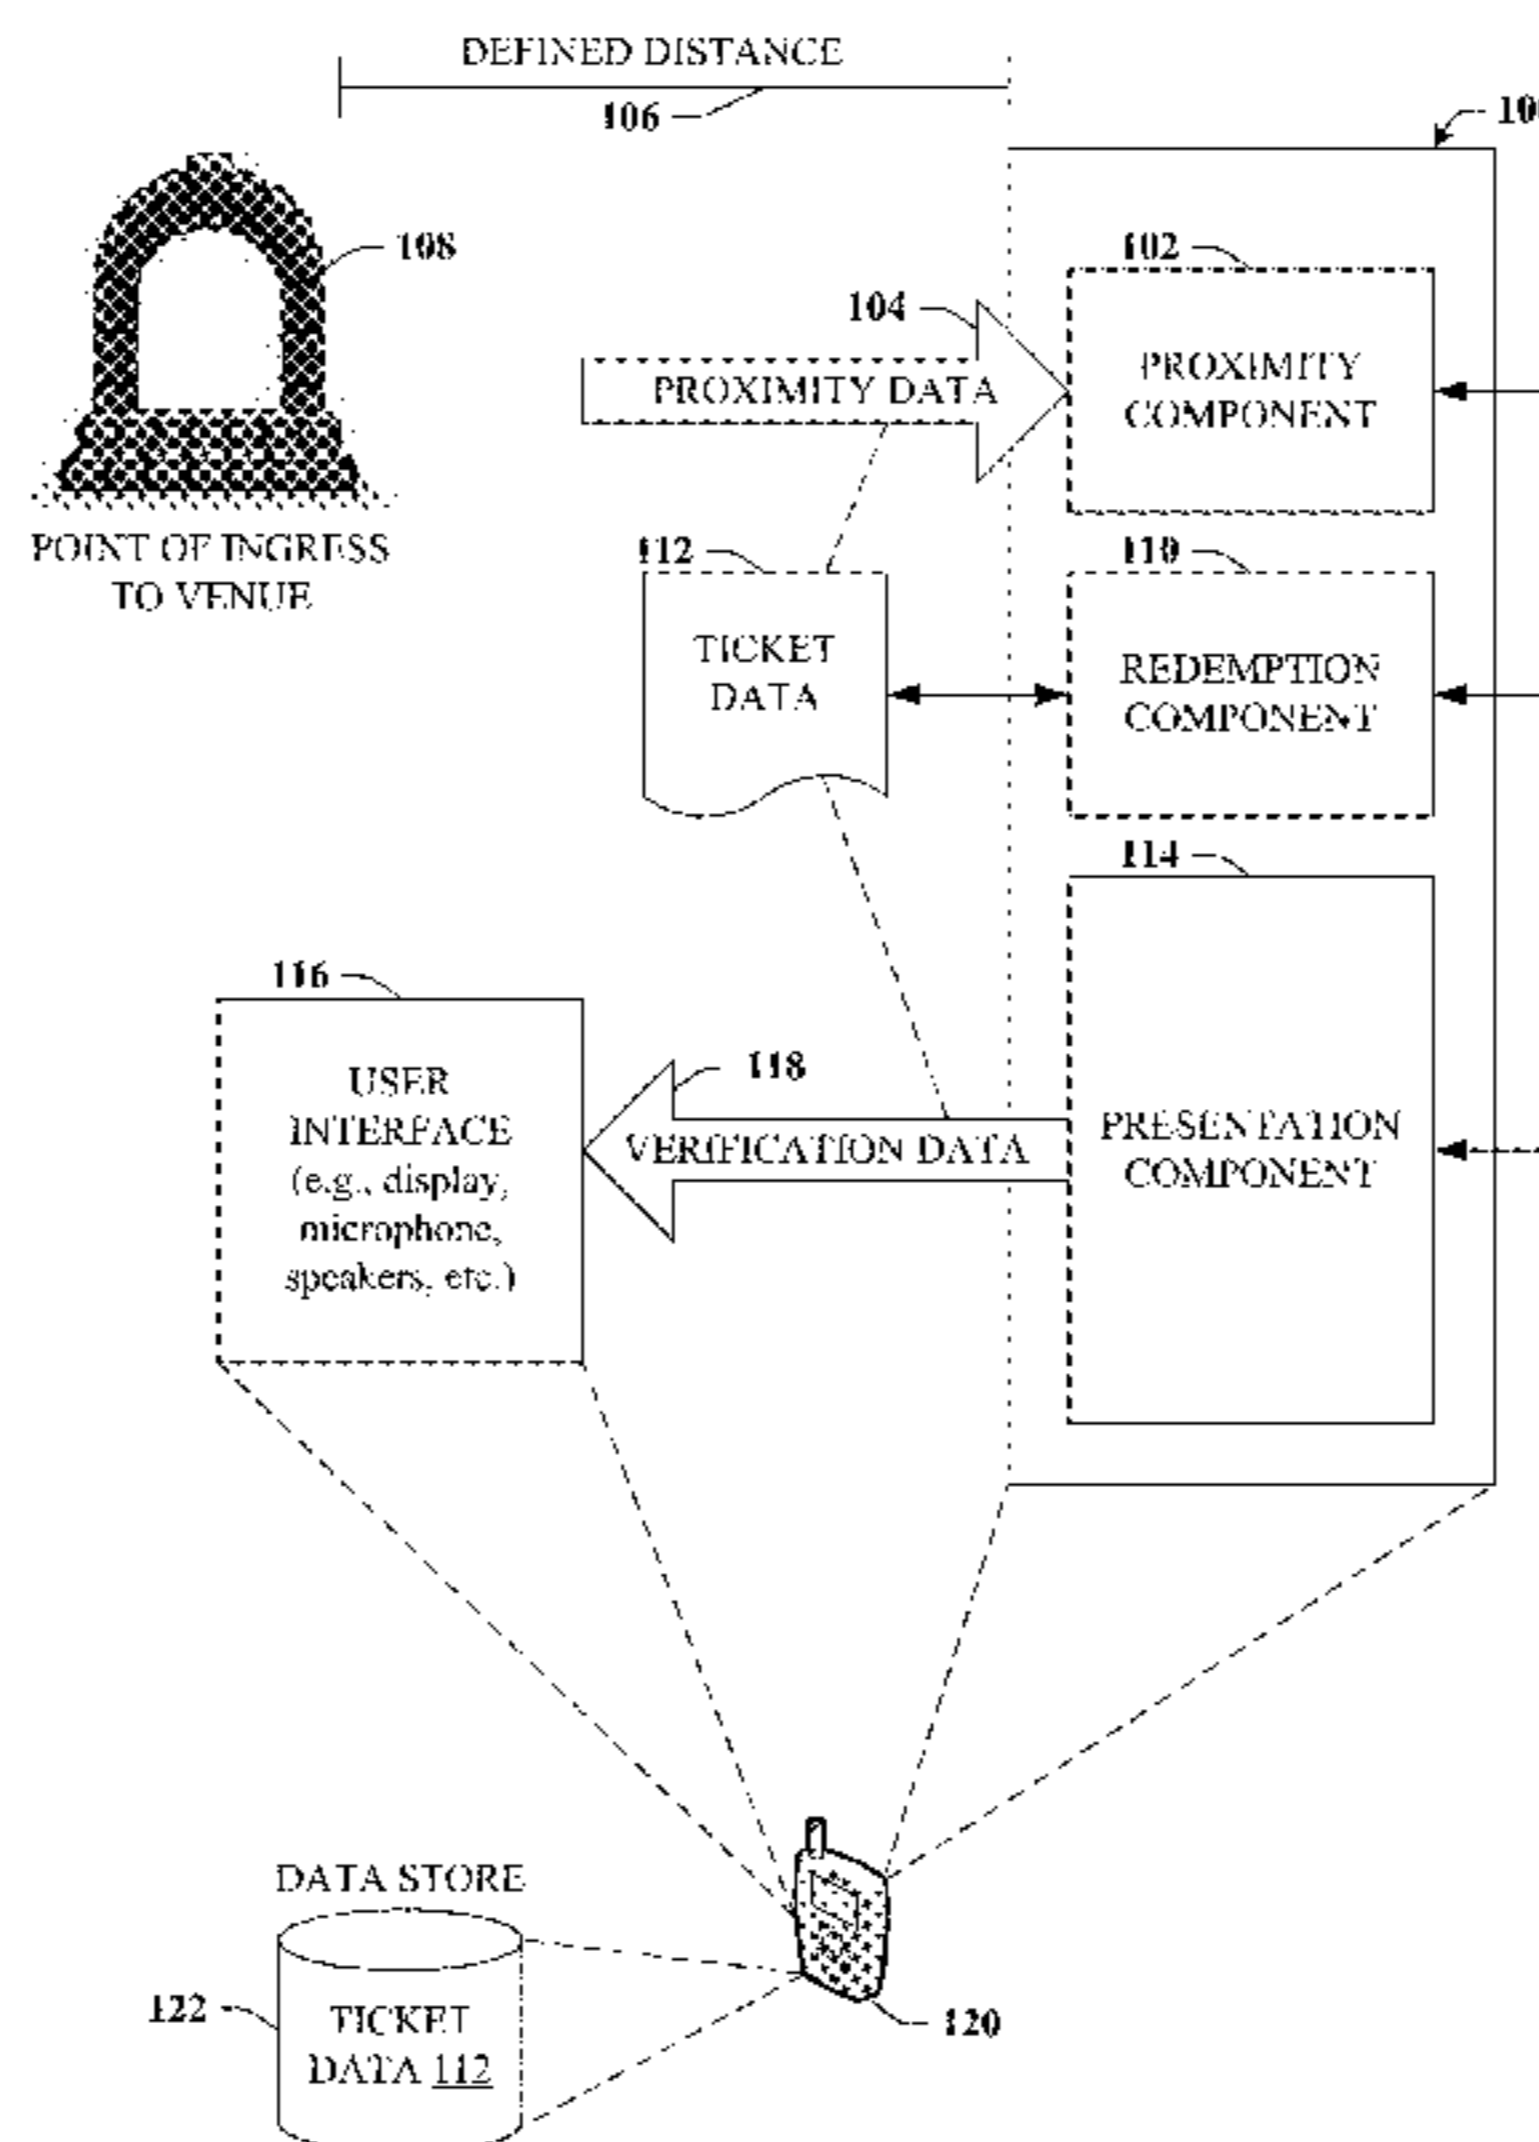 DEFINED DISTANCE
106
108
104
PROXIMITY DATA
102
PROXIMITY
COMPONENT
POINT OF INGRESS
TO VENUE
112
TICKET
DATA
110
REDEMPTION
COMPONENT
114
116
USER
INTERFACE
(e.g., display,
microphone,
speakers, etc.)
118
VERIFICATION DATA
PRESENTATION
COMPONENT
DATA STORE
122
TICKET
DATA 112
120